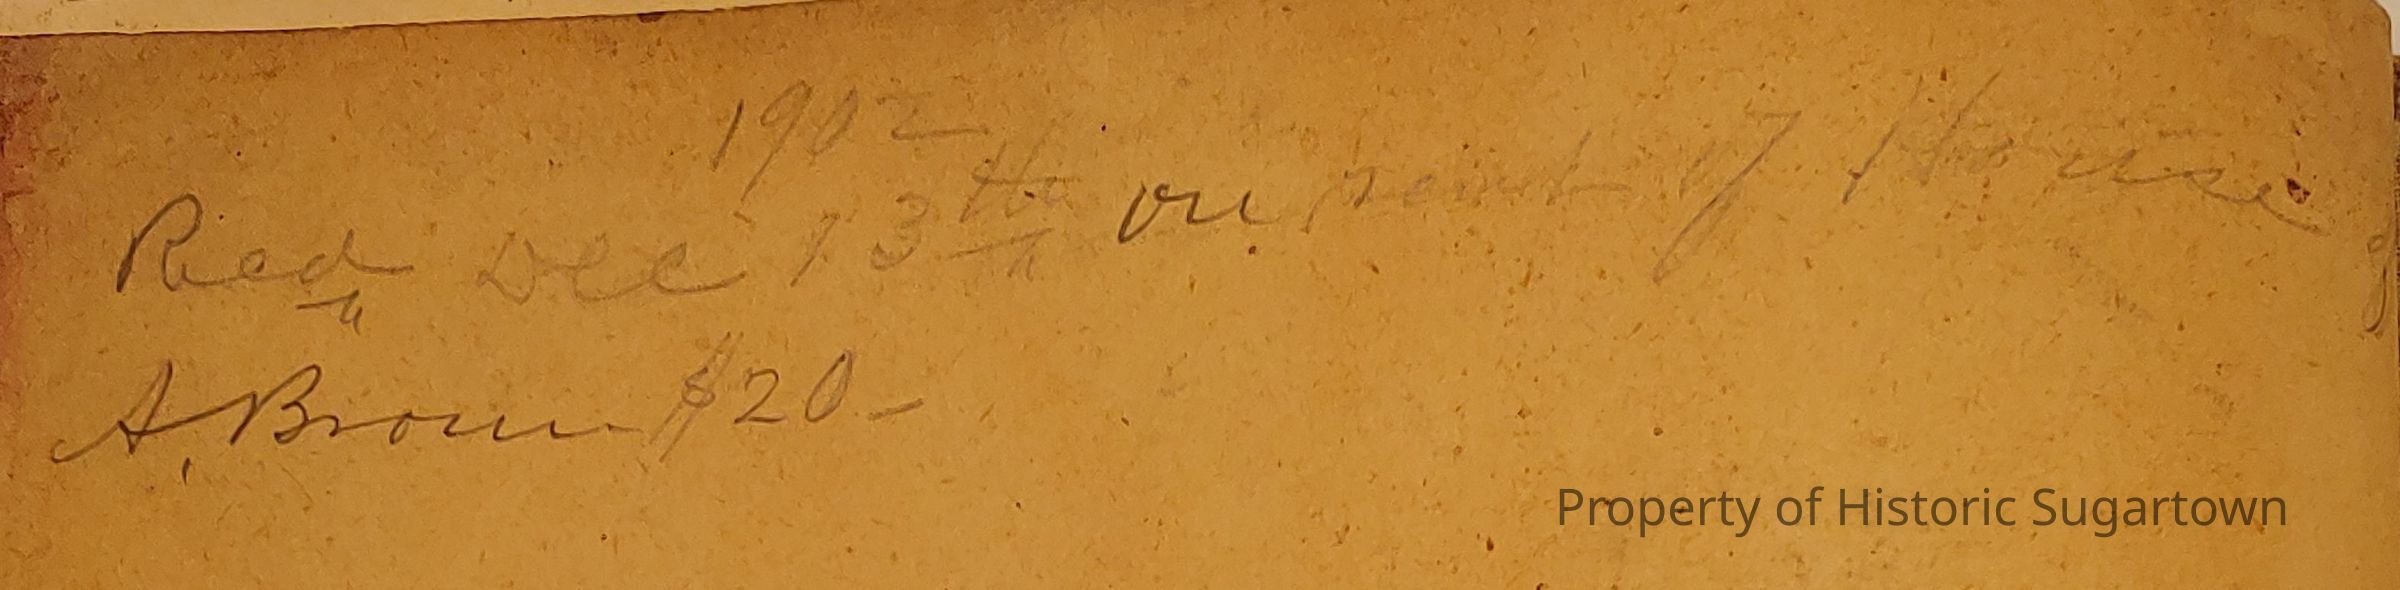 1902
Recd Dec 13th on rent of House of
A. Brown $20 -
Property of Historic Sugartown